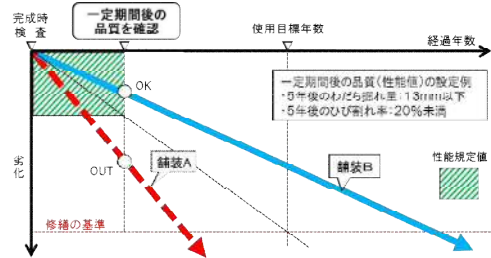 完成時
検 査
一定期間後の
品質を確認
使用目標年数
経過年数
OK
一定期間後の品質(性能値)の設定例
・5年後のわだち掘れ量:13mm以下
・5年後のひび割れ率:20%未満
劣化
OUT
舗装A
舗装B
性能規定値
修繕の基準